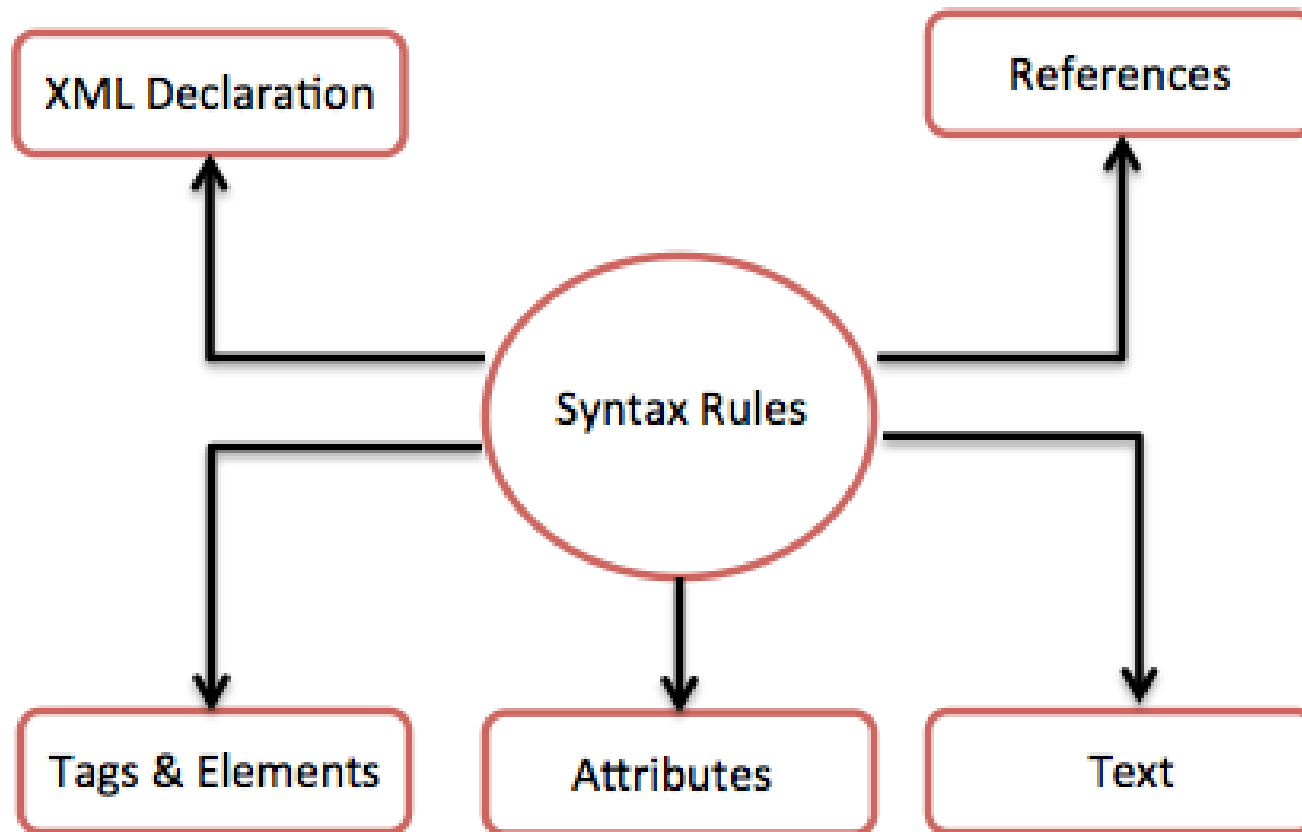 XML Declaration
References
Syntax Rules
Tags & Elements
Attributes
Text